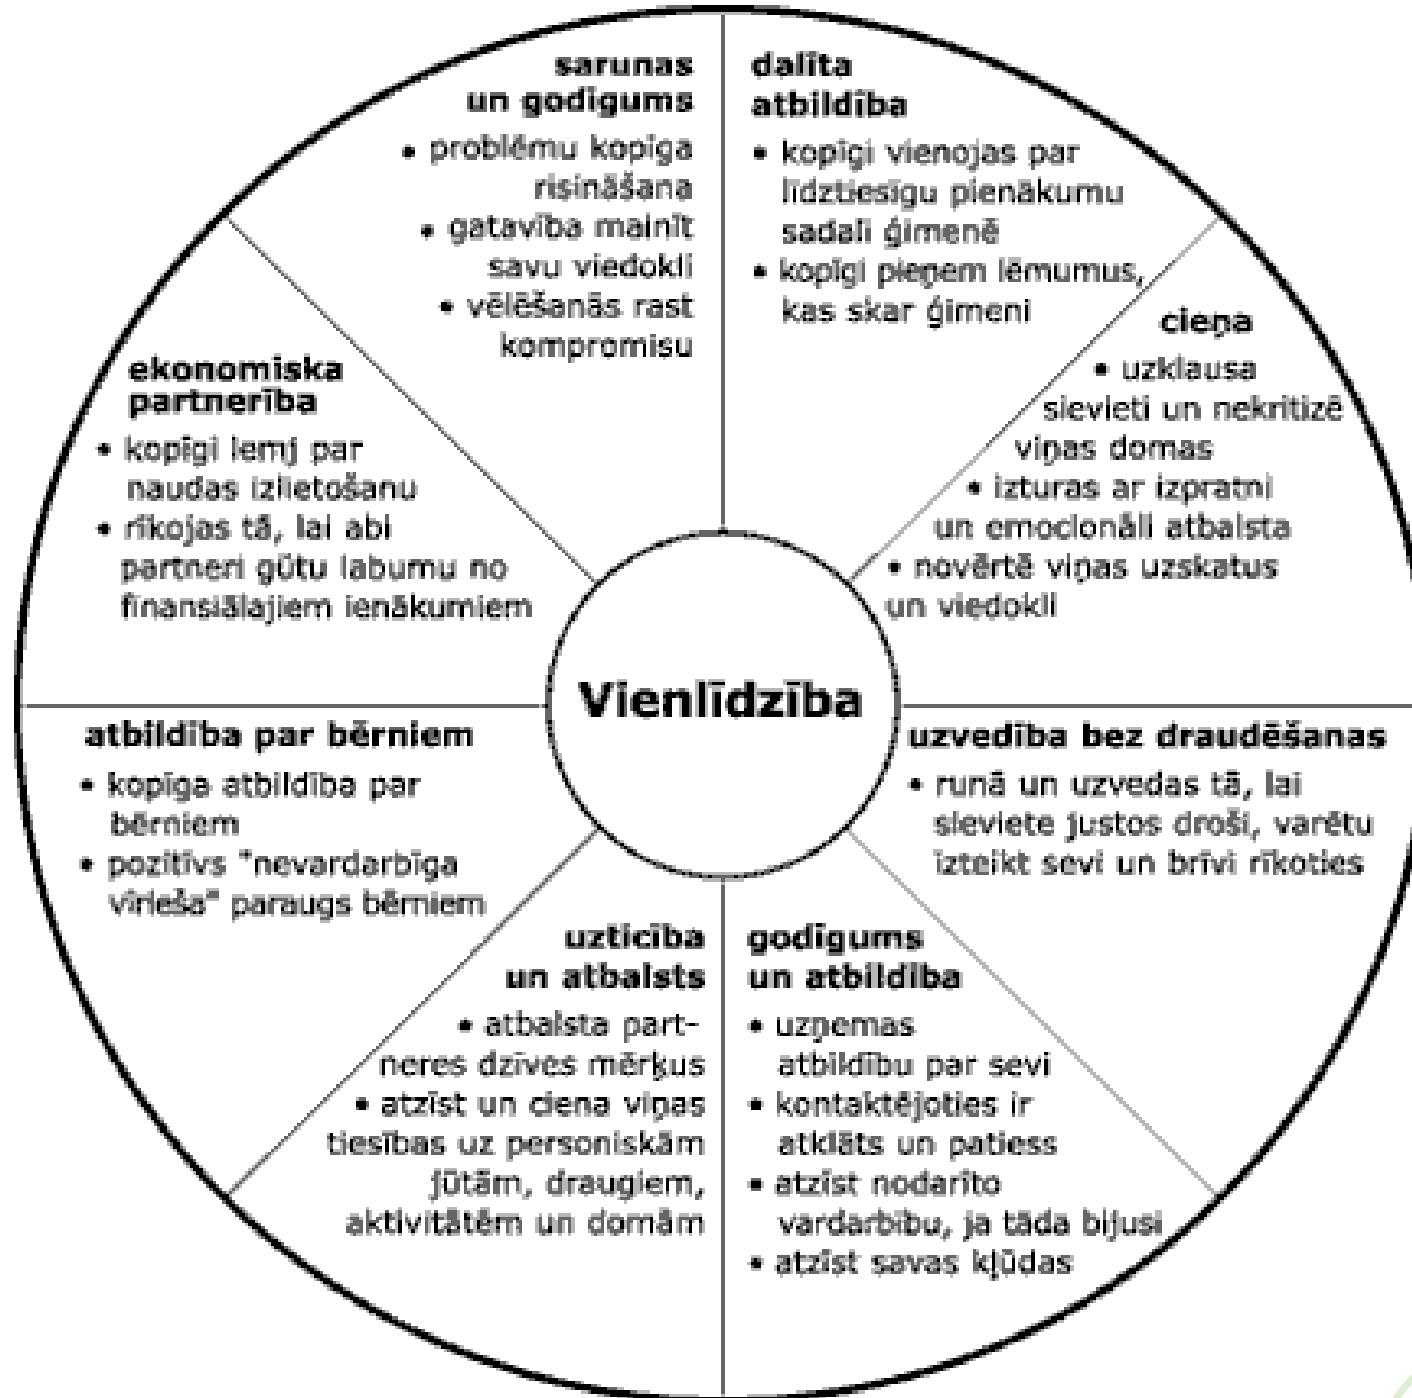 sarunas
un godīgums
• problēmu kopīga
risināšana
• gatavība mainīt
savu viedokli
• vēlēšanās rast
kompromisu
dalīta
atbildība
• kopīgi vienojas par
līdztiesīgu pienākumu
sadali ģimenē
• kopīgi pieņem lēmumus,
kas skar ģimeni
cieņa
• uzklausa
sievieti un nekritizē
viņas domas
• izturas ar izpratni
un emocionāli atbalsta
• novērtē viņas uzskatus
un viedokli
uzvedība bez draudēšanas
• runā un uzvedas tā, lai
sieviete justos droši, varētu
izteikt sevi un brīvi rīkoties
godīgums
un atbildība
• uzņemas
atbildību par sevi
• kontaktējoties ir
atklāts un patiess
• atzīst nodarīto
vardarbību, ja tāda bijusi
• atzīst savas kļūdas
uzticība
un atbalsts
• atbalsta part-
neres dzīves mērķus
• atzīst un ciena viņas
tiesības uz personiskām
jūtām, draugiem,
aktivitātēm un domām
atbildība par bērniem
• kopīga atbildība par
bērniem
• pozitīvs "nevardarbīga
vīrieša" paraugs bērniem
ekonomiska
partnerība
• kopīgi lemj par
naudas izlietošanu
• rīkojas tā, lai abi
partneri gūtu labumu no
finansiālajiem ienākumiem
Vienlīdzība